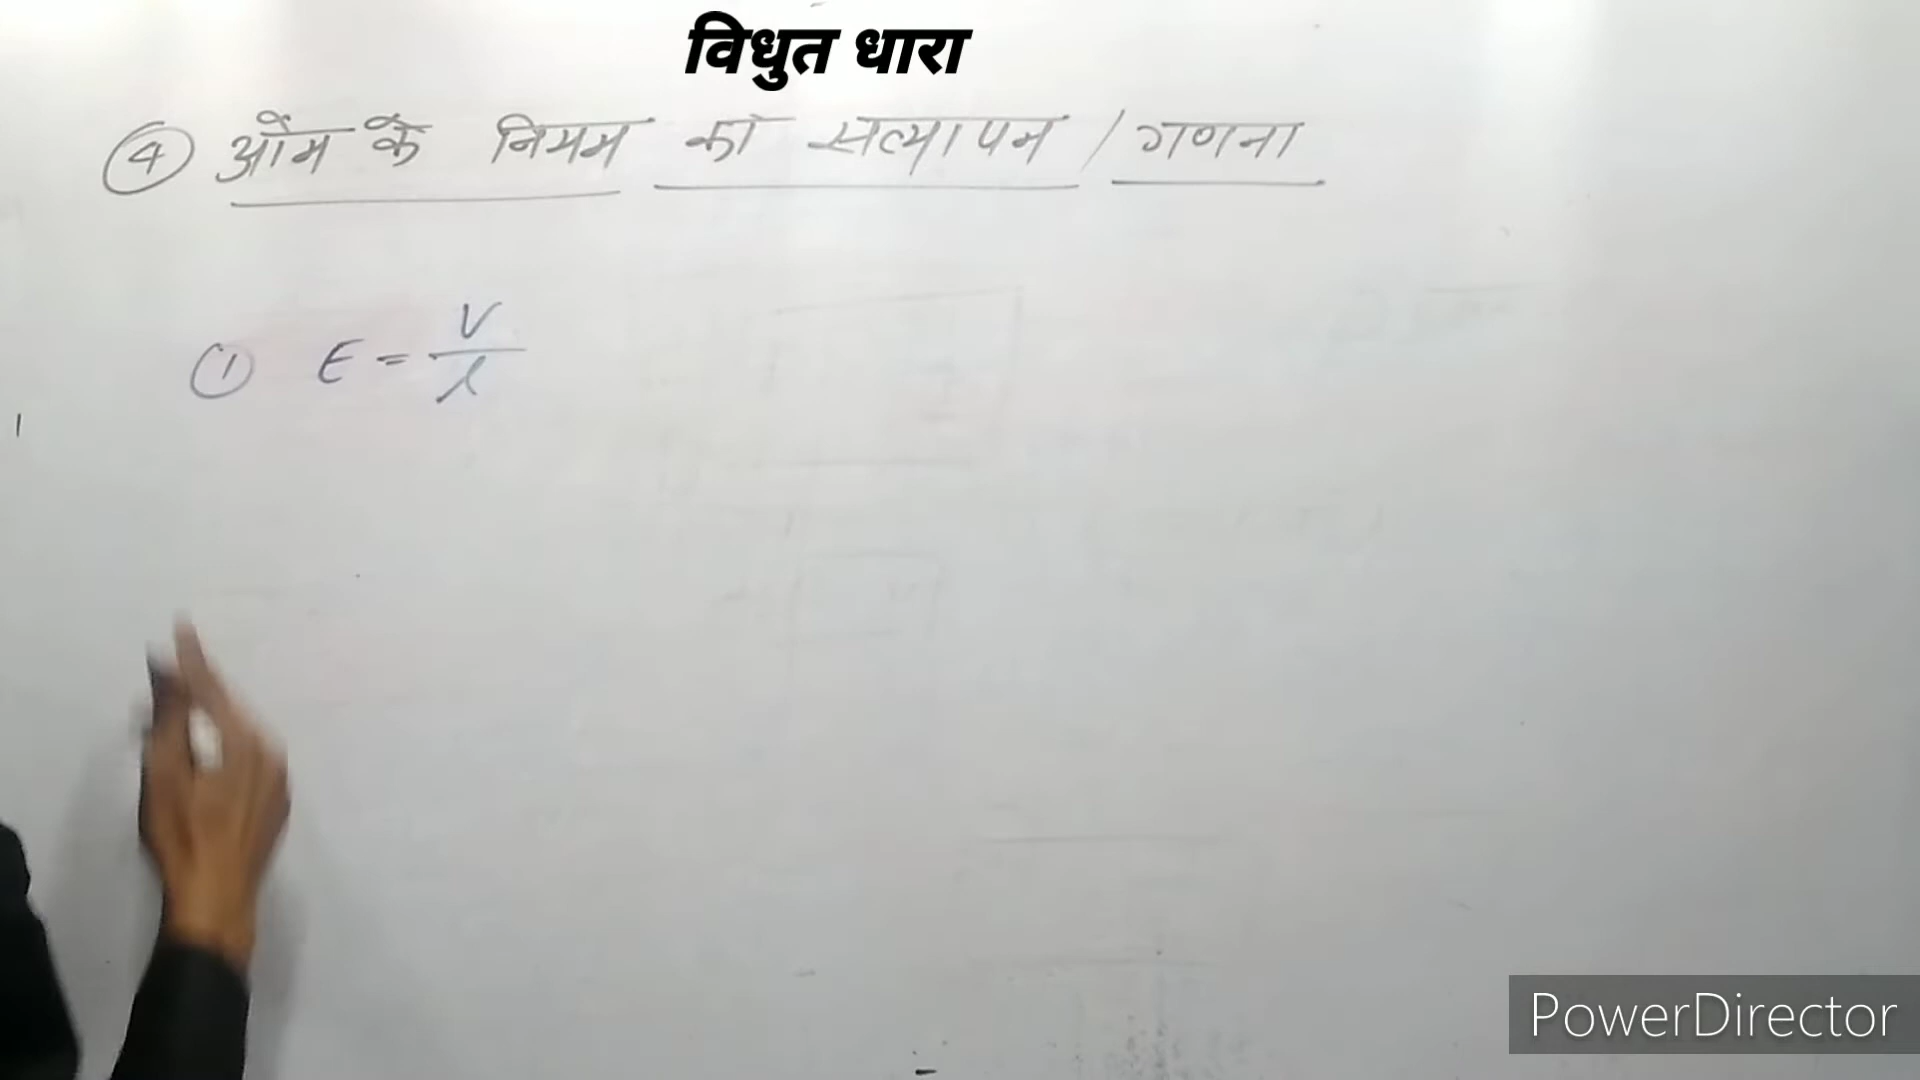 विधुत धारा
④ ओम के नियम का सत्यापन / गणना
① E = V/l
PowerDirector